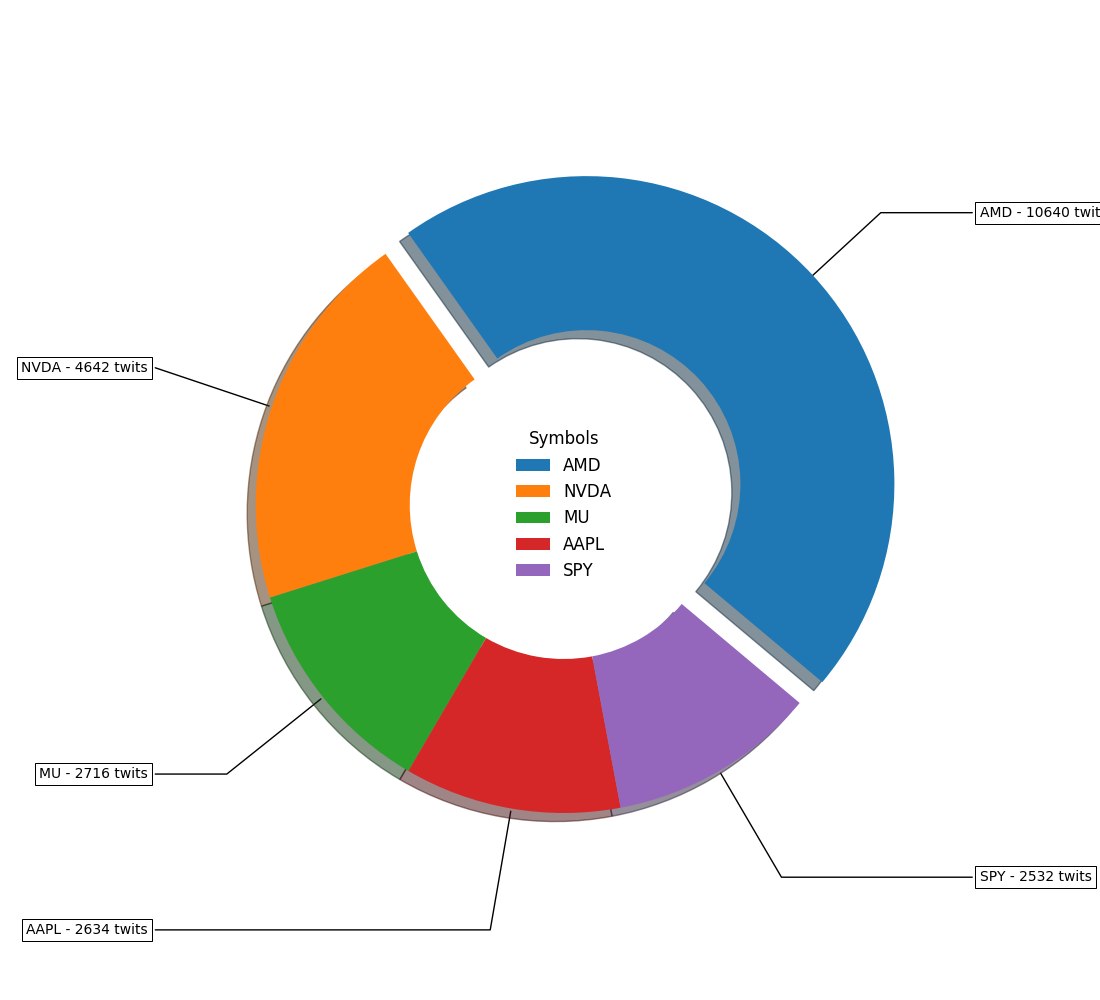 AMD - 10640 twit
NVDA - 4642 twits
Symbols
AMD
NVDA
MU
AAPL
SPY
MU - 2716 twits
SPY - 2532 twits
AAPL - 2634 twits